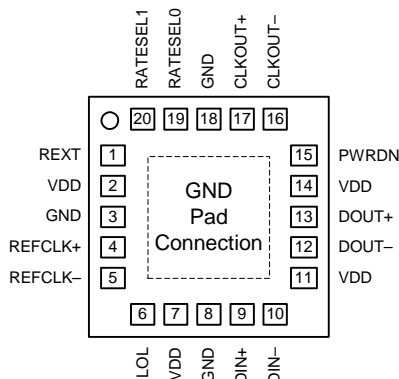 RATESEL1
RATESEL0
GND
CLKOUT+
CLKOUT–
20 19 18 17 16
REXT 1
VDD 2
GND 3
REFCLK+ 4
REFCLK– 5
GND
Pad
Connection
15 PWRDN
14 VDD
13 DOUT+
12 DOUT–
11 VDD
6 7 8 9 10
LOL
VDD
GND
DIN+
DIN–